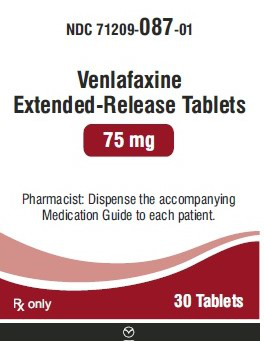 NDC 71209-087-01
Venlafaxine
Extended-Release Tablets
75 mg
Pharmacist: Dispense the accompanying
Medication Guide to each patient.
Rx only
30 Tablets